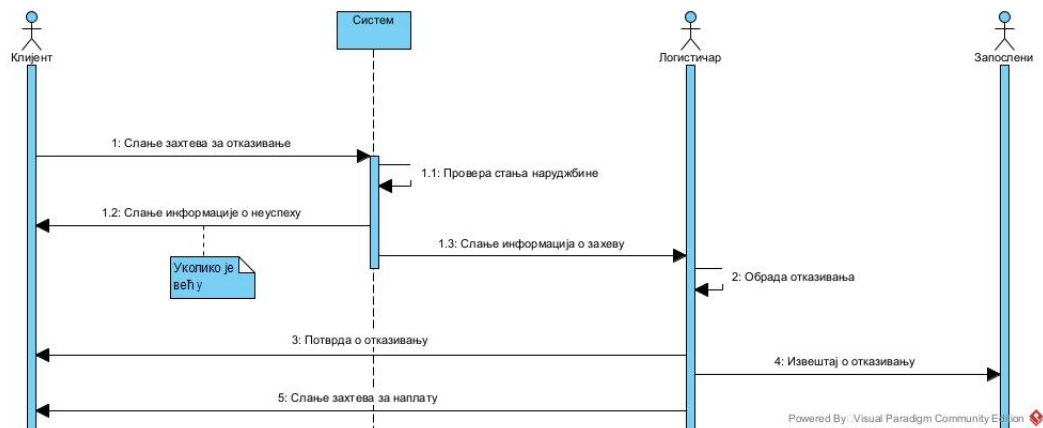 Систем
Клијент
Логистичар
Запослени
1: Слање захтева за отказивање
1.1: Провера стања наруджбине
1.2: Слање информације о неуспеху
1.3: Слање информација о захеву
Уколико је
већ у
2: Обрада отказивања
3: Потврда о отказивању
4: Извештај о отказивању
5: Слање захтева за наплату
Powered By Visual Paradigm Community Edition